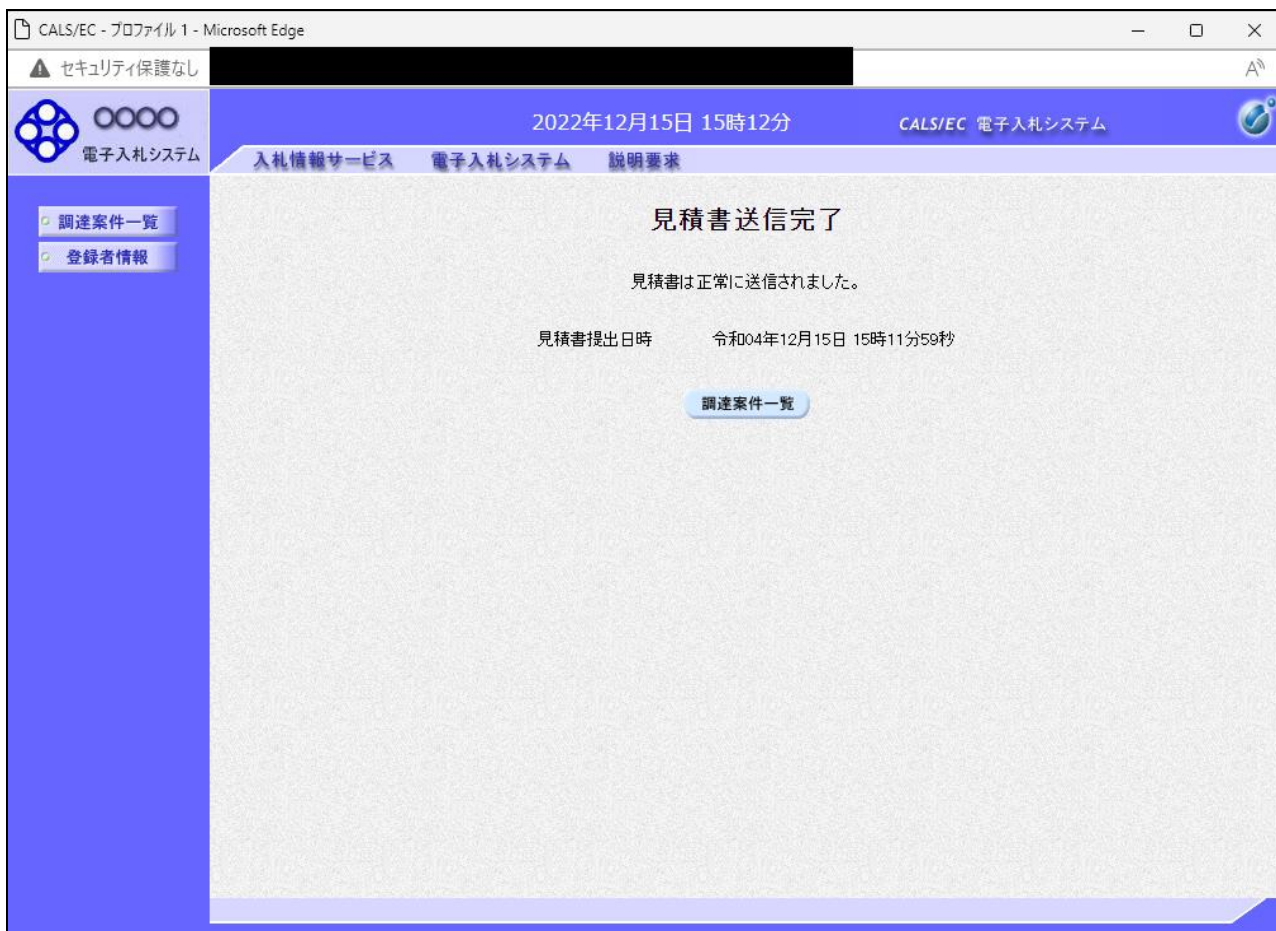 CALS/EC - プロファイル 1 - Microsoft Edge
セキュリティ保護なし
A
〇〇〇〇
電子入札システム
2022年12月15日 15時12分
CALS/EC 電子入札システム
入札情報サービス 電子入札システム 説明要求
調達案件一覧
登録者情報
見積書送信完了
見積書は正常に送信されました。
見積書提出日時 令和04年12月15日 15時11分59秒
調達案件一覧